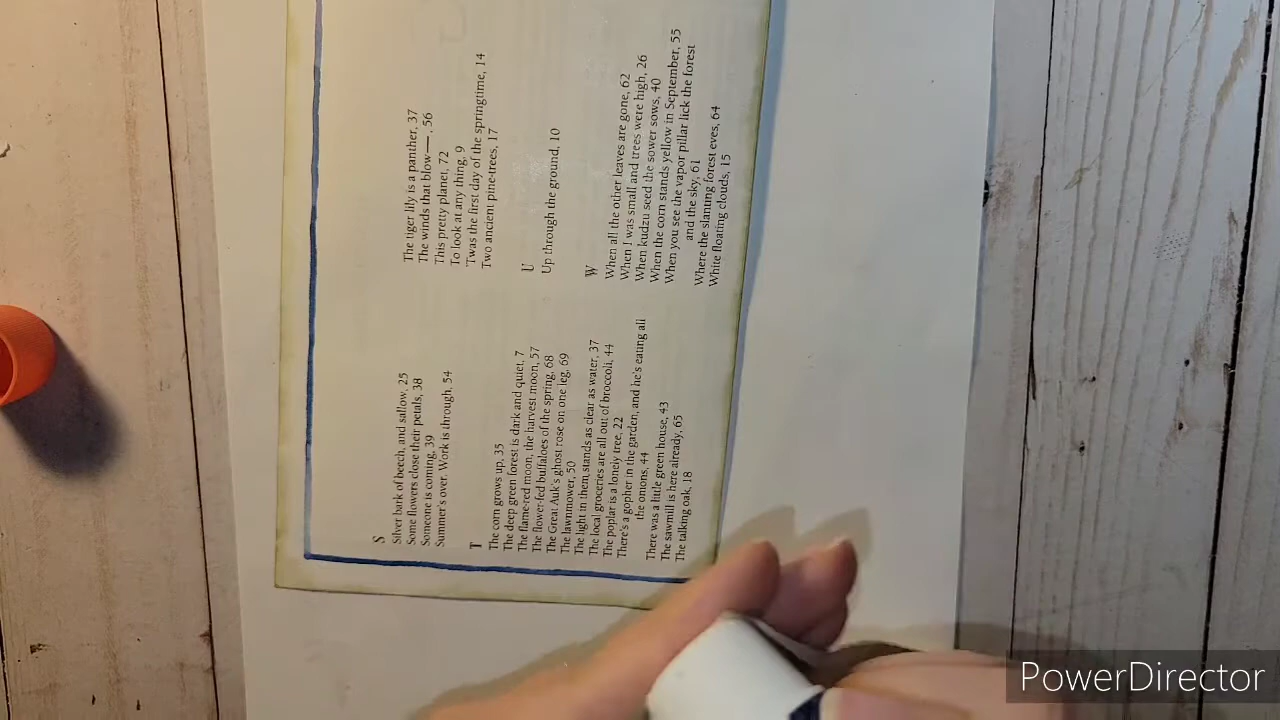 S
Silver bark of beech, and sallow, 25
Some flowers close their petals, 38
Someone is coming, 39
Summer's over. Work is through, 54
T
The corn grows up, 35
The deep green forest is dark and quiet, 7
The flame-red moon, the harvest moon, 57
The flower-fed buffaloes of the spring, 68
The Great Auk's ghost rose on one leg, 69
The lawnmower, 50
The light in them stands as clear as water, 37
The local groceries are all out of broccoli, 44
The poplar is a lonely tree, 22
There's a gopher in the garden, and he's eating all
the onions, 44
There was a little green house, 43
The sawmill is here already, 65
The talking oak, 18
The tiger lily is a panther, 37
The winds that blow—, 56
This pretty planet, 72
To look at any thing, 9
'Twas the first day of the springtime, 14
Two ancient pine-trees, 17
U
Up through the ground, 10
W
When all the other leaves are gone, 62
When I was small and trees were high, 26
When kudzu seed the sower sows, 40
When the corn stands yellow in September, 55
When you see the vapor pillar lick the forest
and the sky, 61
Where the slanting forest eves, 64
White floating clouds, 15
PowerDirector